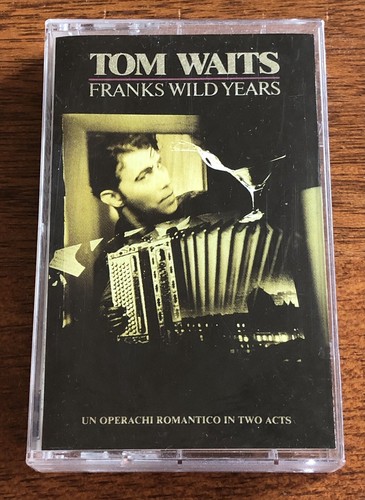 TOM WAITS
FRANKS WILD YEARS
UN OPERACHI ROMANTICO IN TWO ACTS